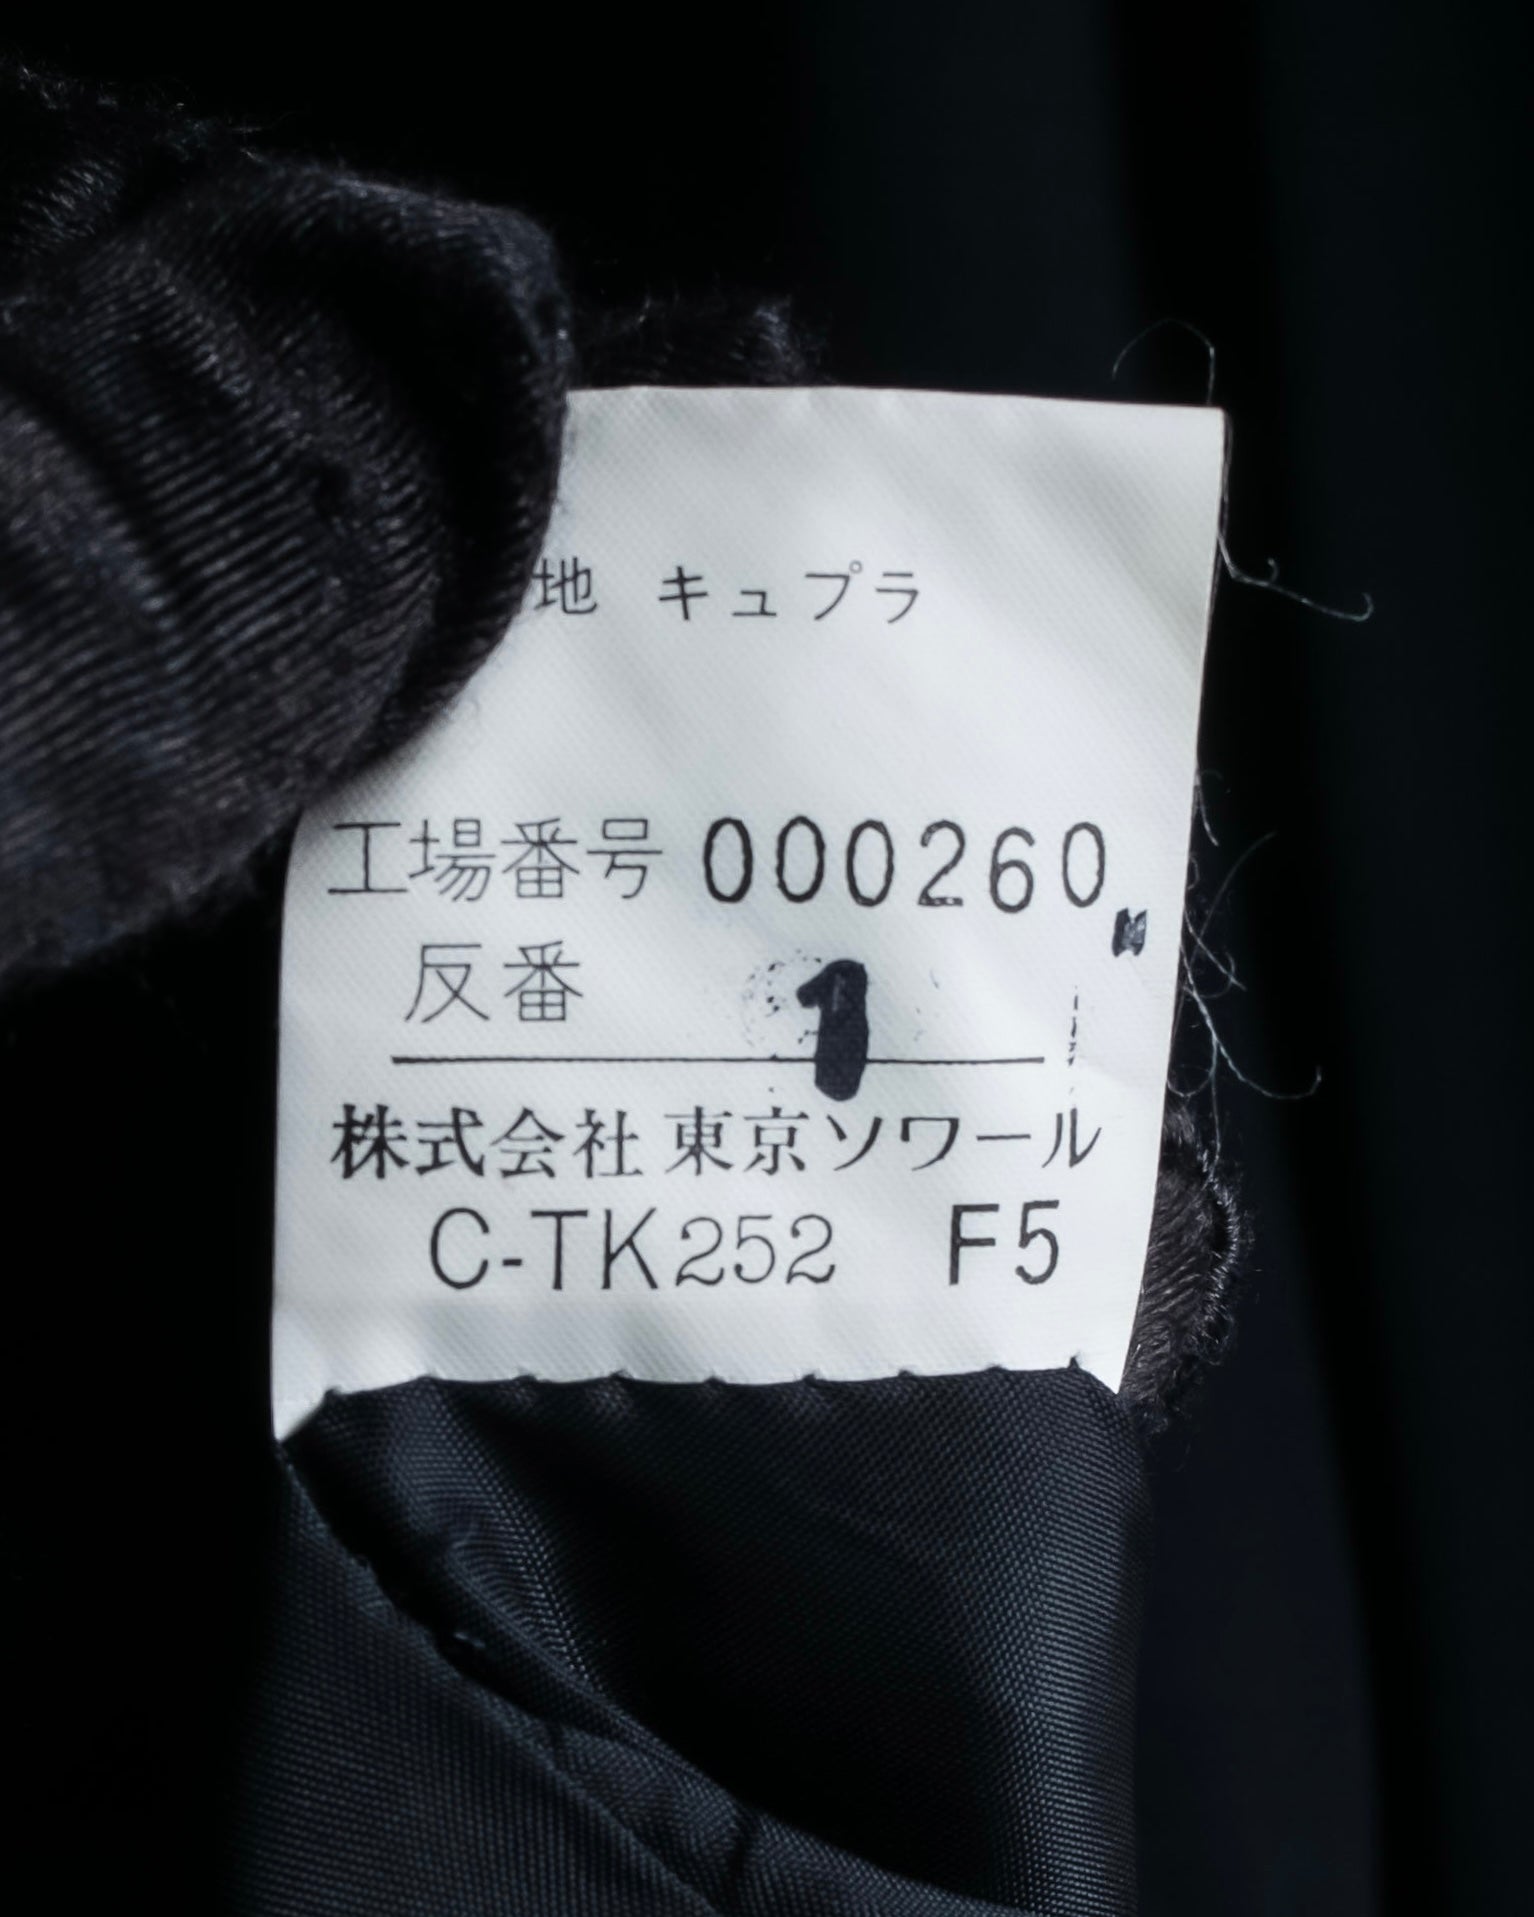 地 キュプラ
工場番号 000260
反番 1
株式会社 東京ソワール
C-TK252 F5